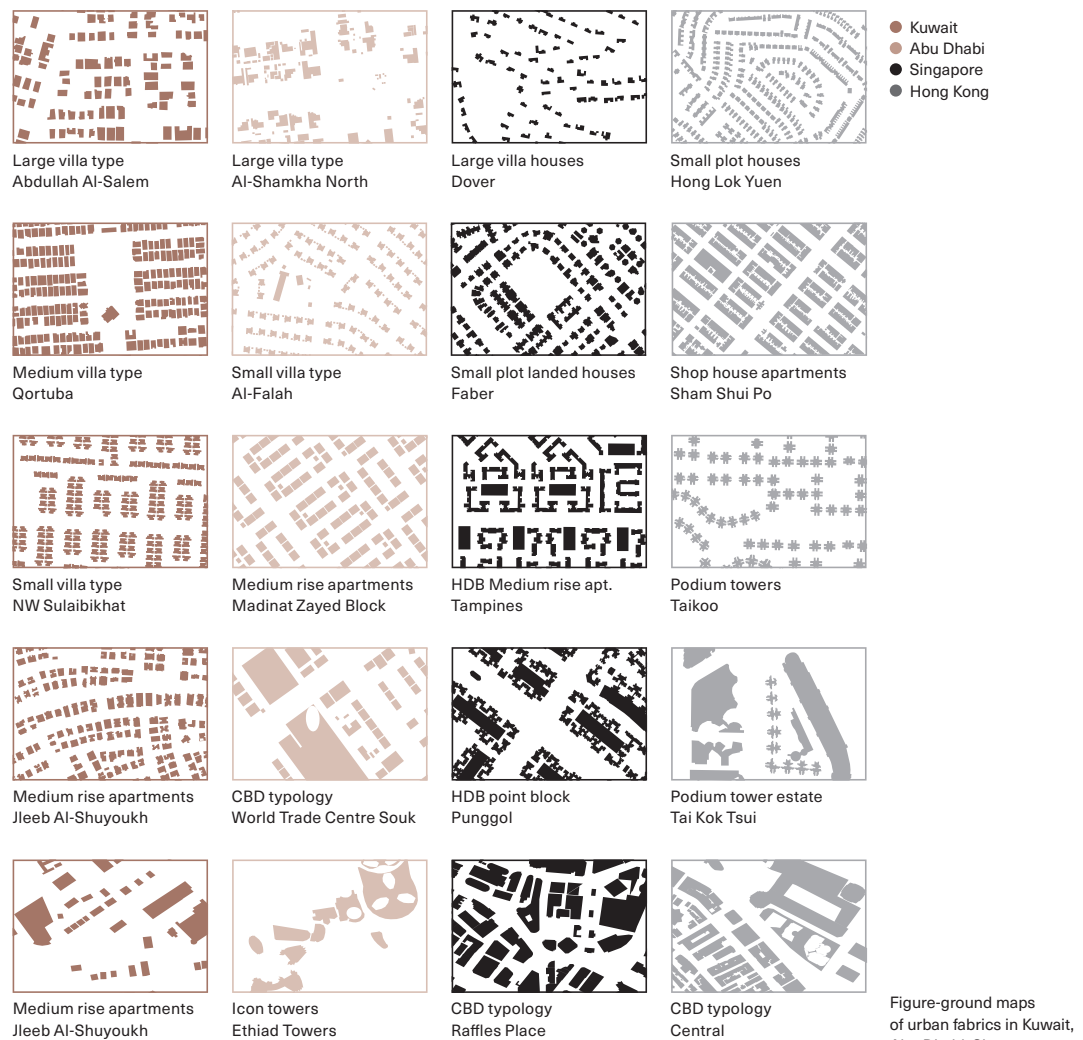 Kuwait
Abu Dhabi
Singapore
Hong Kong
Large villa type
Abdullah Al-Salem
Large villa type
Al-Shamkha North
Large villa houses
Dover
Small plot houses
Hong Lok Yuen
Medium villa type
Qortuba
Small villa type
Al-Falah
Small plot landed houses
Faber
Shop house apartments
Sham Shui Po
Small villa type
NW Sulaibikhat
Medium rise apartments
Madinat Zayed Block
HDB Medium rise apt.
Tampines
Podium towers
Taikoo
Medium rise apartments
Jleeb Al-Shuyoukh
CBD typology
World Trade Centre Souk
HDB point block
Punggol
Podium tower estate
Tai Kok Tsui
Medium rise apartments
Jleeb Al-Shuyoukh
Icon towers
Ethiad Towers
CBD typology
Raffles Place
CBD typology
Central
Figure-ground maps
of urban fabrics in Kuwait,